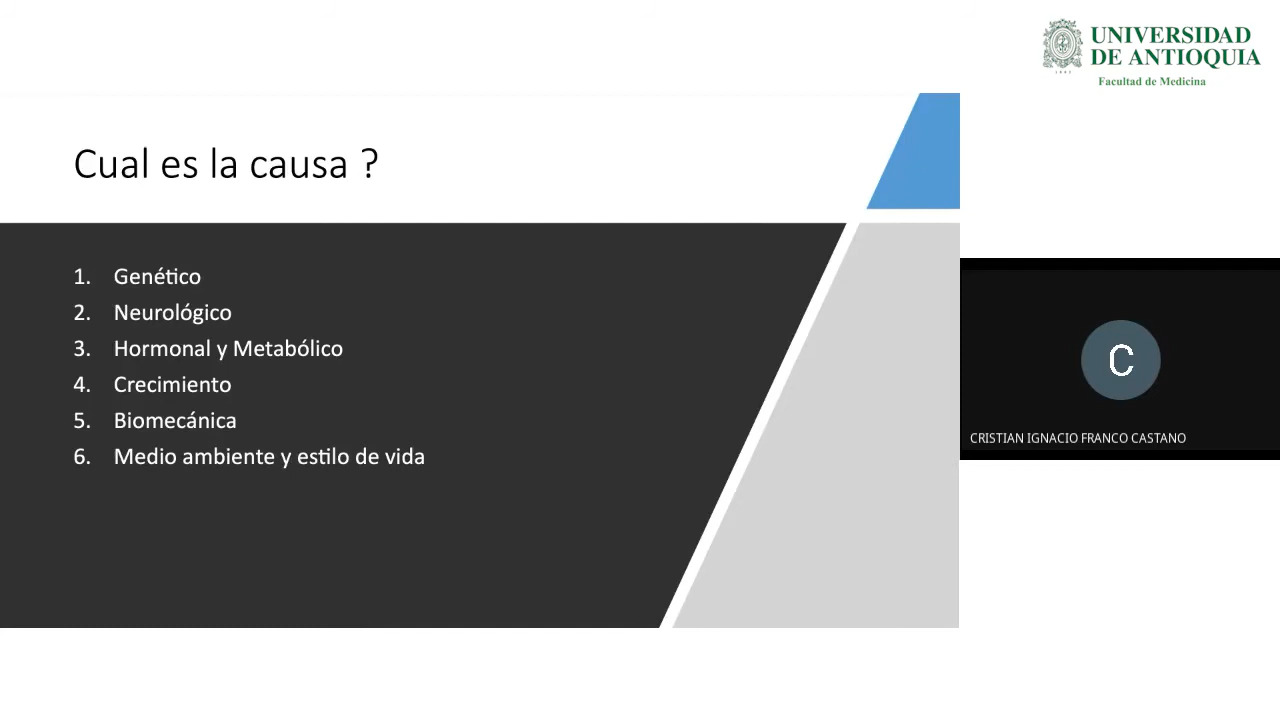 UNIVERSIDAD
DE ANTIOQUIA
1803
Facultad de Medicina
Cual es la causa ?
1. Genético
2. Neurológico
3. Hormonal y Metabólico
4. Crecimiento
5. Biomecánica
6. Medio ambiente y estilo de vida
C
CRISTIAN IGNACIO FRANCO CASTANO